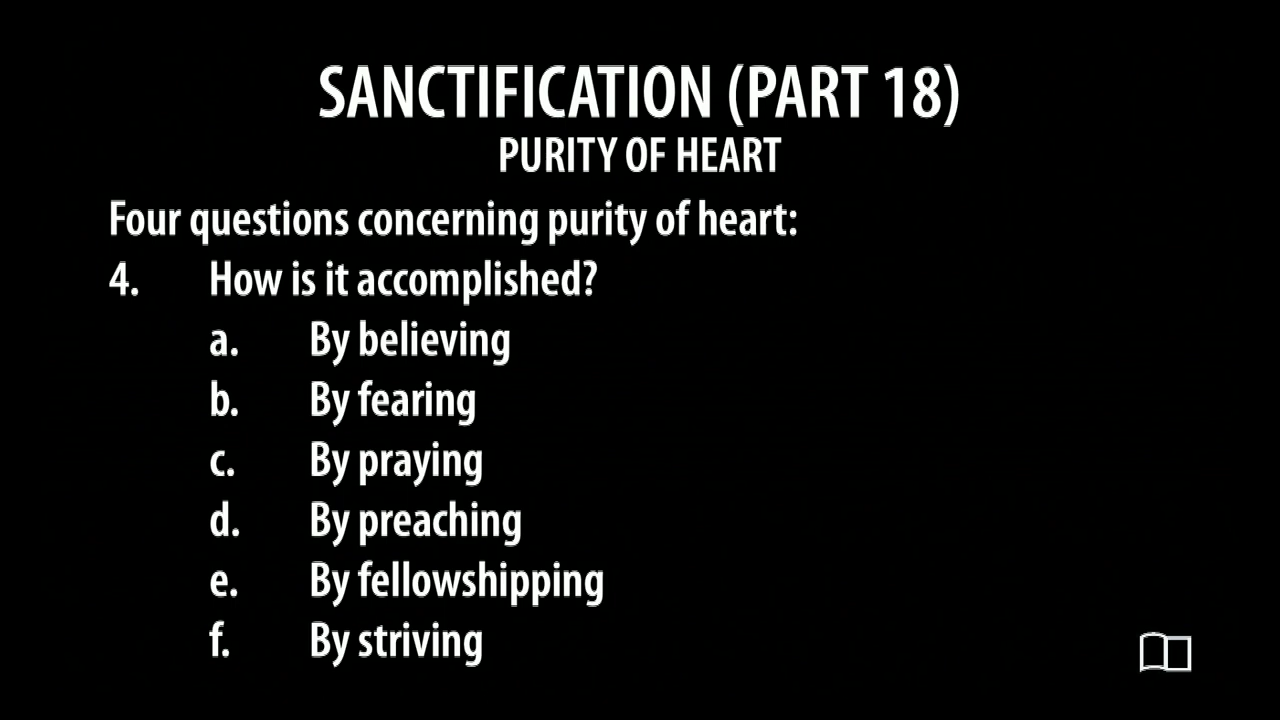 SANCTIFICATION (PART 18)
PURITY OF HEART
Four questions concerning purity of heart:
4. How is it accomplished?
a. By believing
b. By fearing
c. By praying
d. By preaching
e. By fellowshipping
f. By striving